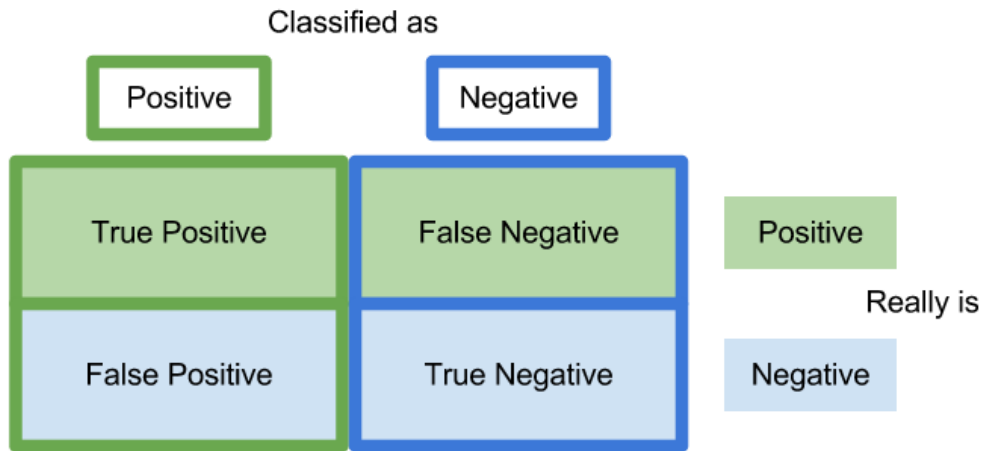 Classified as
Positive
Negative
True Positive
False Negative
Positive
Really is
False Positive
True Negative
Negative